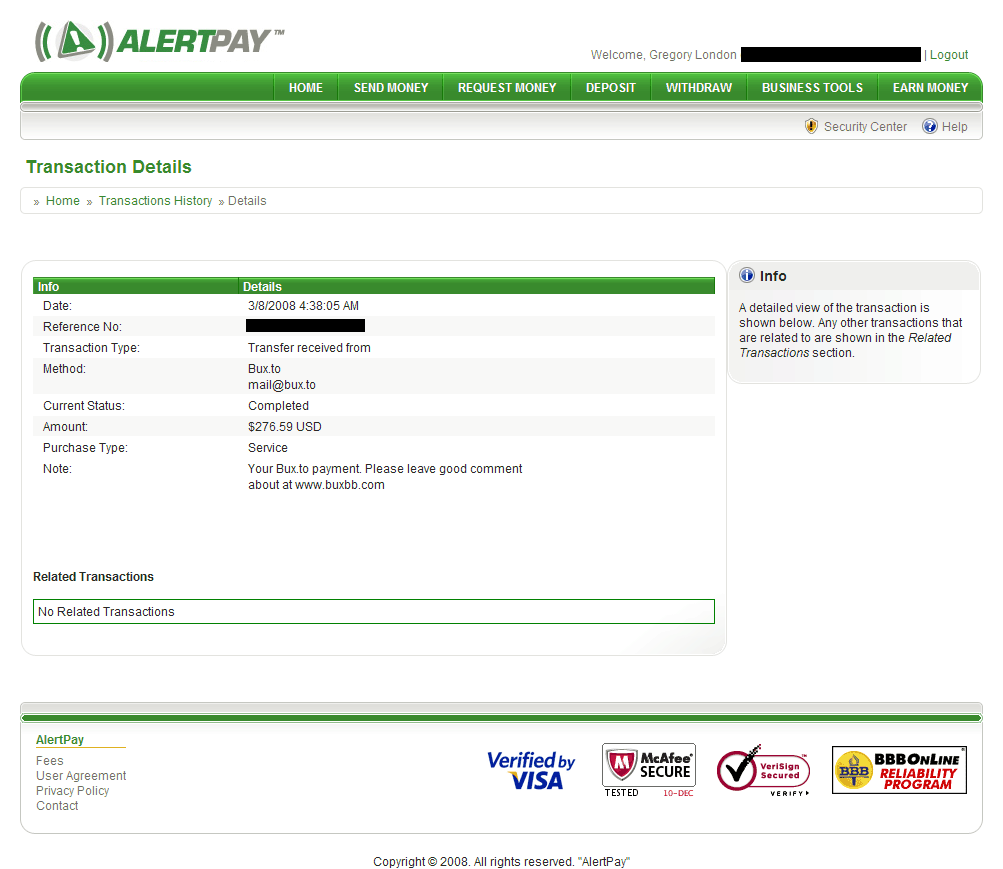 ALERTPAY™
Welcome, Gregory London | Logout
HOME SEND MONEY REQUEST MONEY DEPOSIT WITHDRAW BUSINESS TOOLS EARN MONEY
Security Center Help
Transaction Details
» Home » Transactions History » Details
Info Details
Date: 3/8/2008 4:38:05 AM
Reference No:
Transaction Type: Transfer received from
Method: Bux.to
mail@bux.to
Current Status: Completed
Amount: $276.59 USD
Purchase Type: Service
Note: Your Bux.to payment. Please leave good comment
about at www.buxbb.com
Related Transactions
No Related Transactions
Info
A detailed view of the transaction is
shown below. Any other transactions that
are related to are shown in the Related
Transactions section.
AlertPay
Fees
User Agreement
Privacy Policy
Contact
Verified by
VISA
McAfee™
SECURE
TESTED 10-DEC
VeriSign™
Secured
VERIFY
BBB
BBBOnLine®
RELIABILITY
PROGRAM
Copyright © 2008. All rights reserved. "AlertPay"